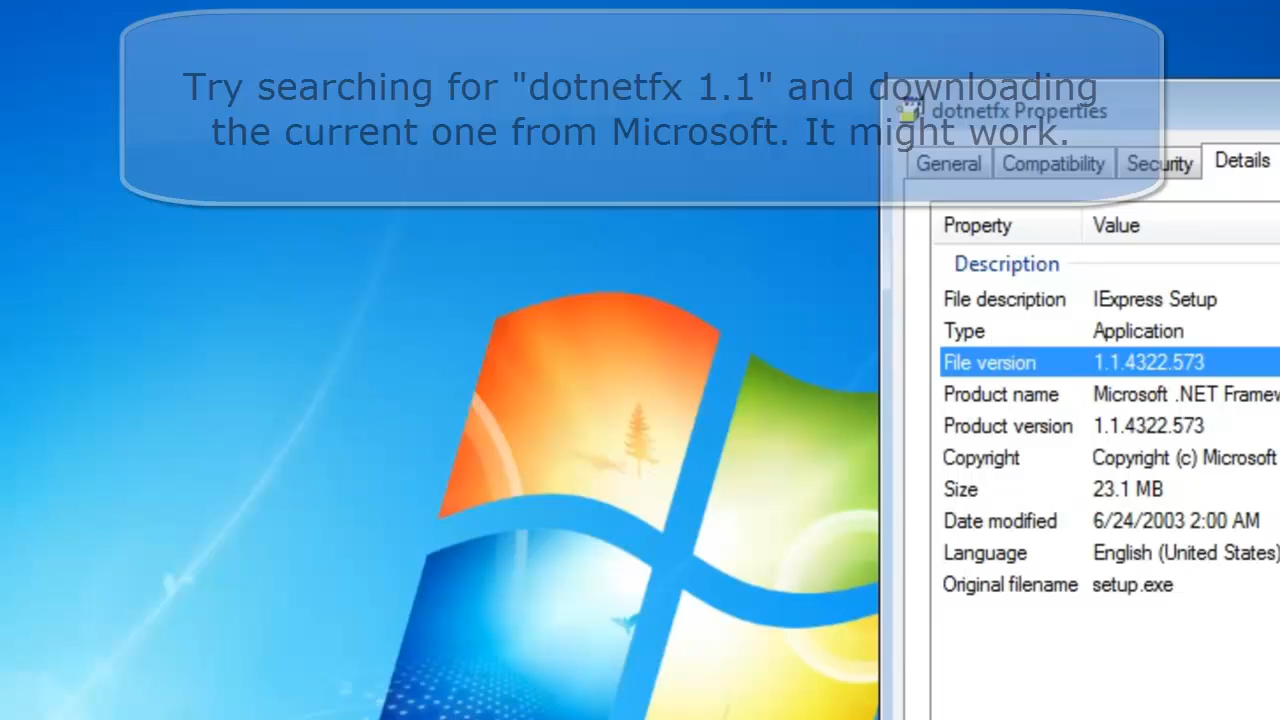 Try searching for "dotnetfx 1.1" and downloading
the current one from Microsoft. It might work.
dotnetfx Properties
General Compatibility Security Details
Property Value
Description
File description IExpress Setup
Type Application
File version 1.1.4322.573
Product name Microsoft .NET
Product version 1.1.4322.573
Copyright Copyright (c) Microsoft
Size 23.1 MB
Date modified 6/24/2003 2:00 AM
Language English (United States)
Original filename setup.exe